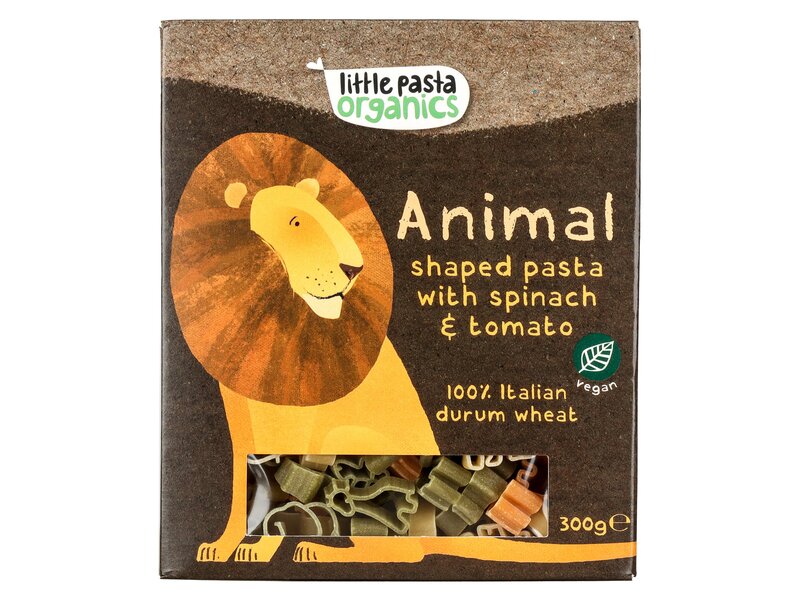 little pasta
organics
Animal
shaped pasta
with spinach
& tomato
vegan
100% Italian
durum wheat
300g℮